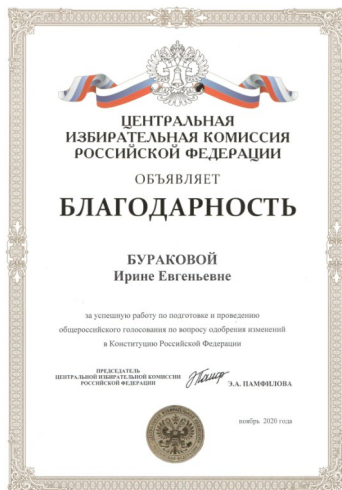 ЦЕНТРАЛЬНАЯ
ИЗБИРАТЕЛЬНАЯ КОМИССИЯ
РОССИЙСКОЙ ФЕДЕРАЦИИ
ОБЪЯВЛЯЕТ
БЛАГОДАРНОСТЬ
БУРАКОВОЙ
Ирине Евгеньевне
за успешную работу по подготовке и проведению
общероссийского голосования по вопросу одобрения изменений
в Конституцию Российской Федерации
ПРЕДСЕДАТЕЛЬ
ЦЕНТРАЛЬНОЙ ИЗБИРАТЕЛЬНОЙ КОМИССИИ
РОССИЙСКОЙ ФЕДЕРАЦИИ
Э.А. ПАМФИЛОВА
ноябрь 2020 года